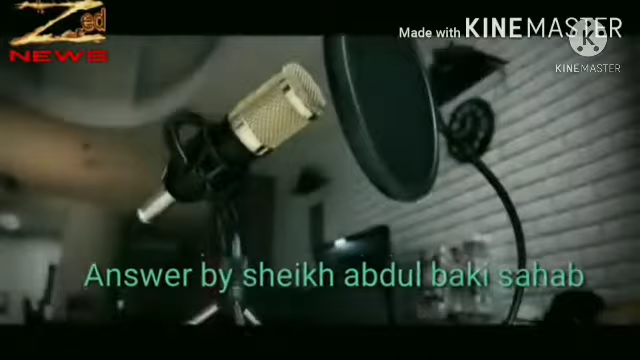 Zed
NEWS
Made with KINEMASTER
KINEMASTER
Answer by sheikh abdul baki sahab